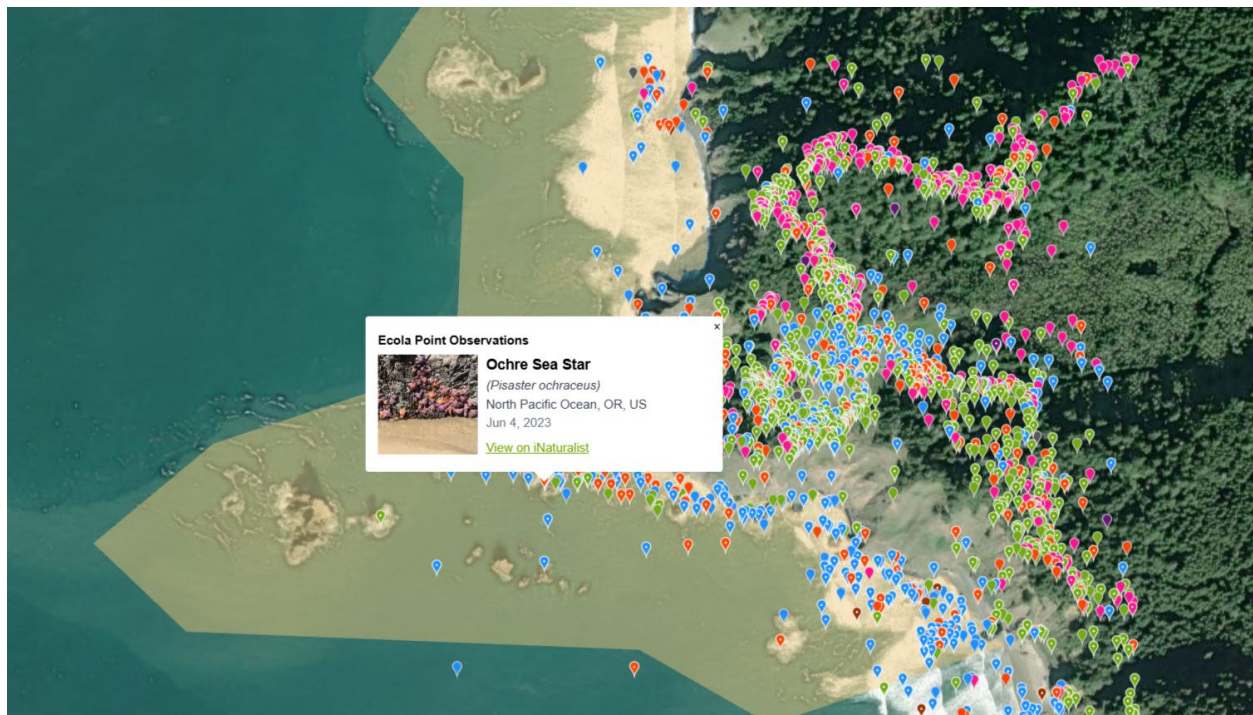 ×
Ecola Point Observations
Ochre Sea Star
(Pisaster ochraceus)
North Pacific Ocean, OR, US
Jun 4, 2023
View on iNaturalist